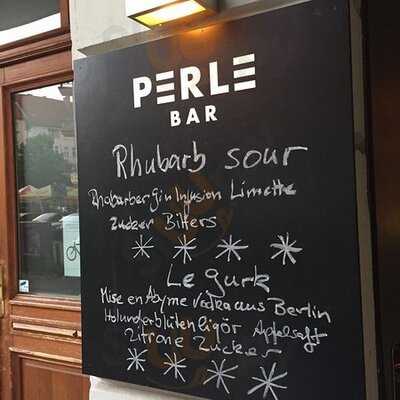 PERLE
BAR
Rhubarb sour
Rhabarber Gin Infusion Limette
Zucker Bitters
Le Gurk
Mise en Abyme Vodka aus Berlin
Holunderblütenliqör Apfelsaft
Zitrone Zucker